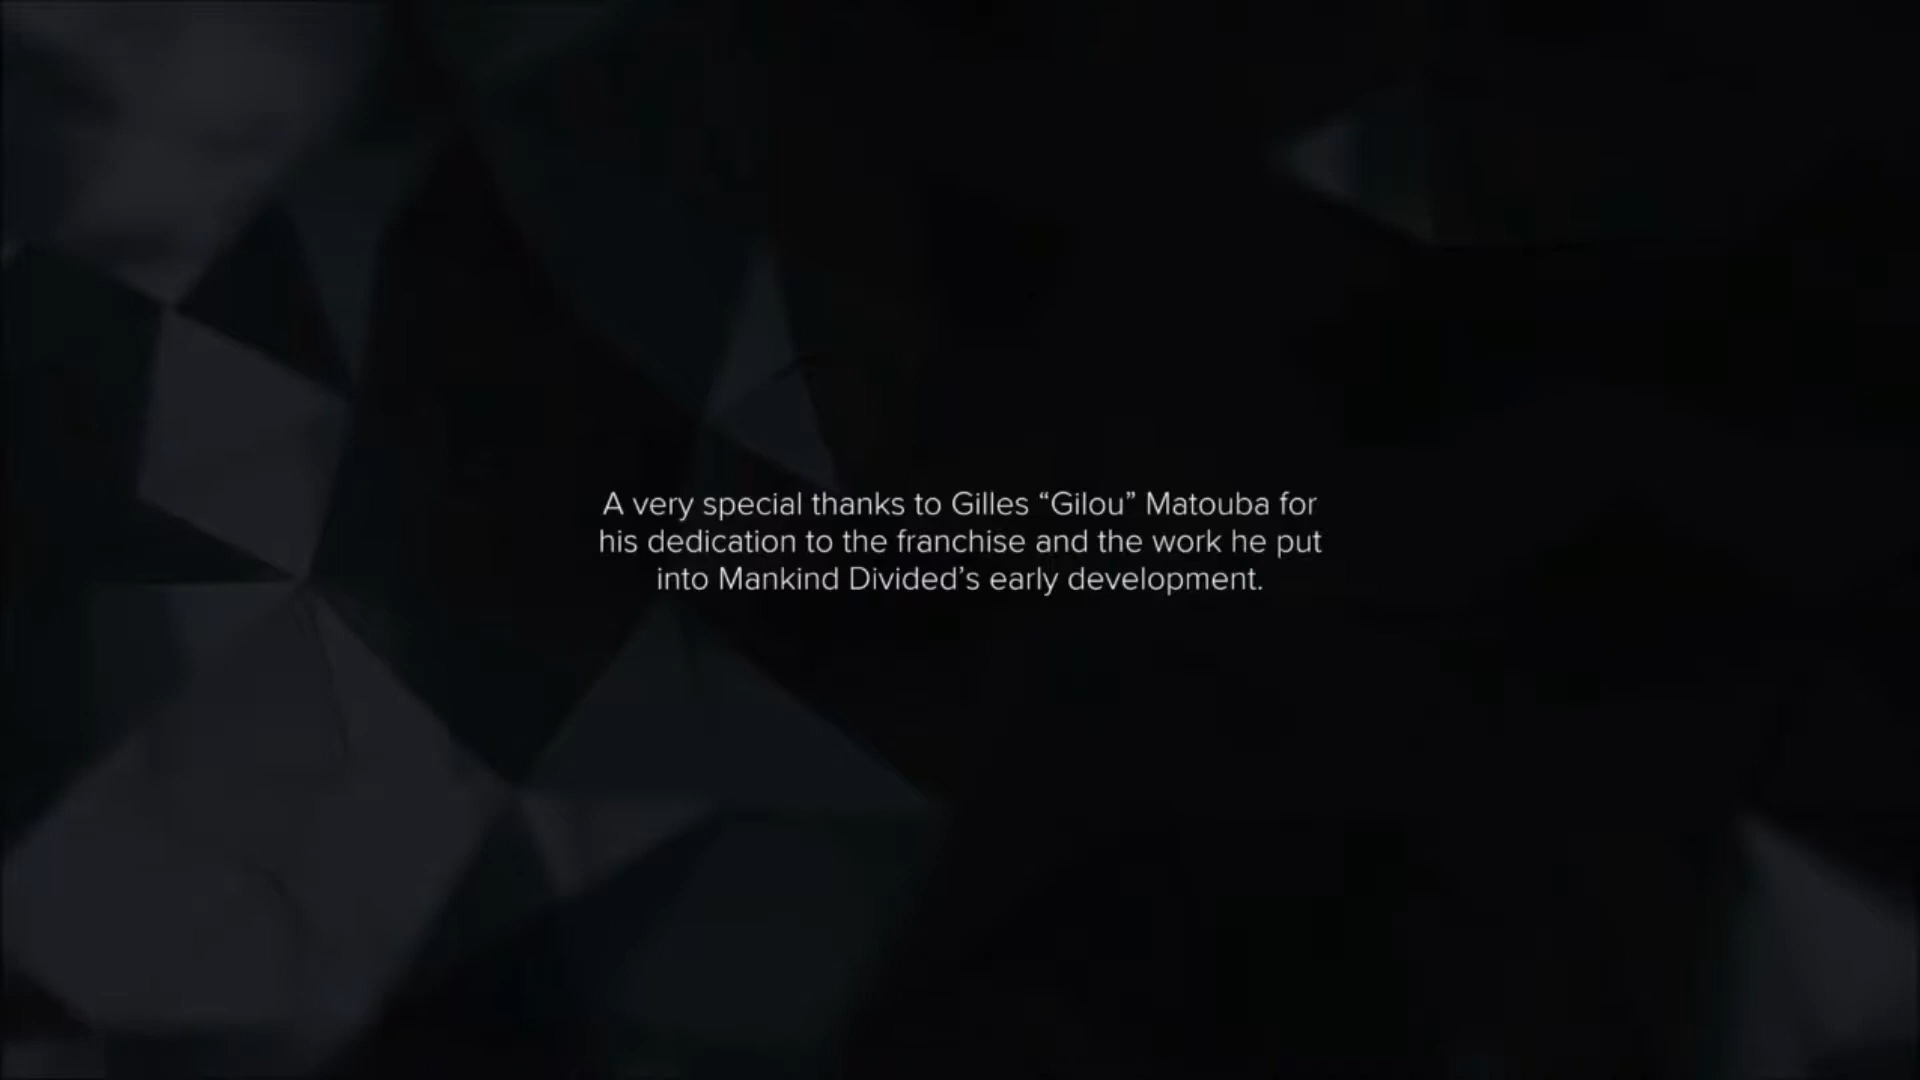 A very special thanks to Gilles “Gilou” Matouba for
his dedication to the franchise and the work he put
into Mankind Divided’s early development.